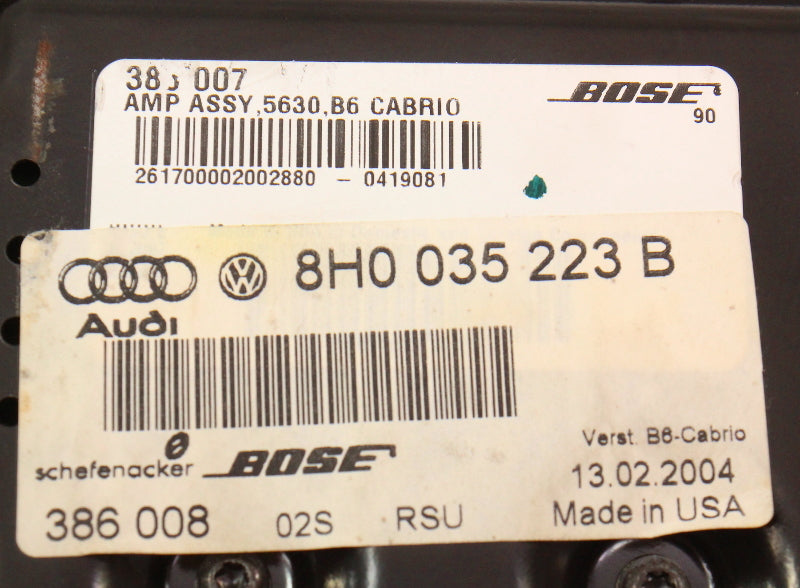 007
AMP ASSY,5630,B6 CABRIO
BOSE
90
261700002002880 - 0419081
8H0 035 223 B
Audi
schefenacker BOSE
Verst. B6-Cabrio
13.02.2004
386 008 02S RSU Made in USA